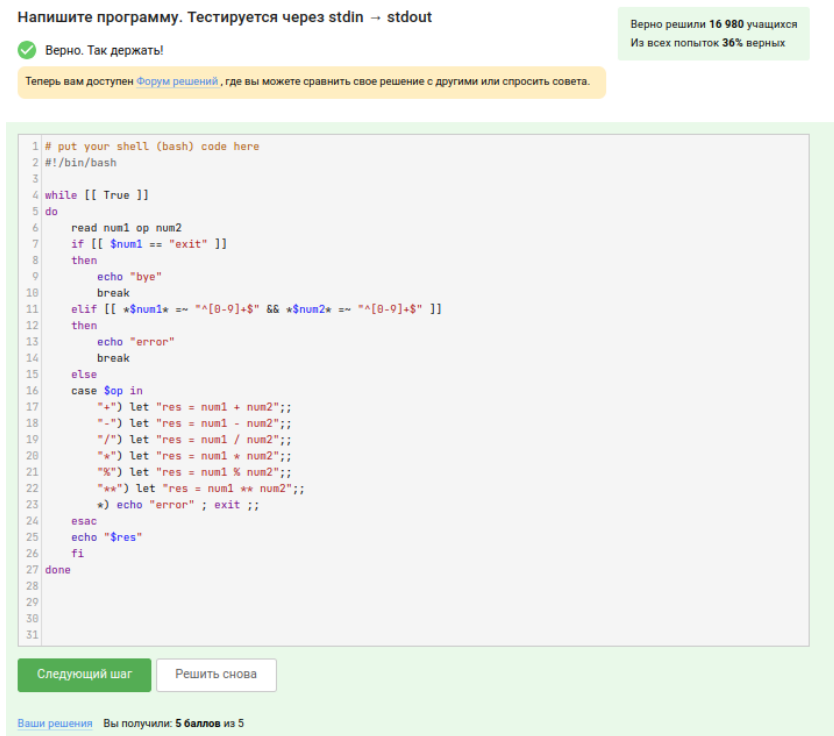 Напишите программу. Тестируется через stdin → stdout
Верно решили 16 980 учащихся
Из всех попыток 36% верных
Верно. Так держать!
Теперь вам доступен Форум решений , где вы можете сравнить свое решение с другими или спросить совета.
1 # put your shell (bash) code here
2 #!/bin/bash
3
4 while [[ True ]]
5 do
6     read num1 op num2
7     if [[ $num1 == "exit" ]]
8     then
9         echo "bye"
10         break
11     elif [[ *$num1* =~ "^[0-9]+$" && *$num2* =~ "^[0-9]+$" ]]
12     then
13         echo "error"
14         break
15     else
16     case $op in
17         "+") let "res = num1 + num2";;
18         "-") let "res = num1 - num2";;
19         "/") let "res = num1 / num2";;
20         "*") let "res = num1 * num2";;
21         "%") let "res = num1 % num2";;
22         "**") let "res = num1 ** num2";;
23         *) echo "error" ; exit ;;
24     esac
25     echo "$res"
26     fi
27 done
28
29
30
31
Следующий шаг Решить снова
Ваши решения Вы получили: 5 баллов из 5